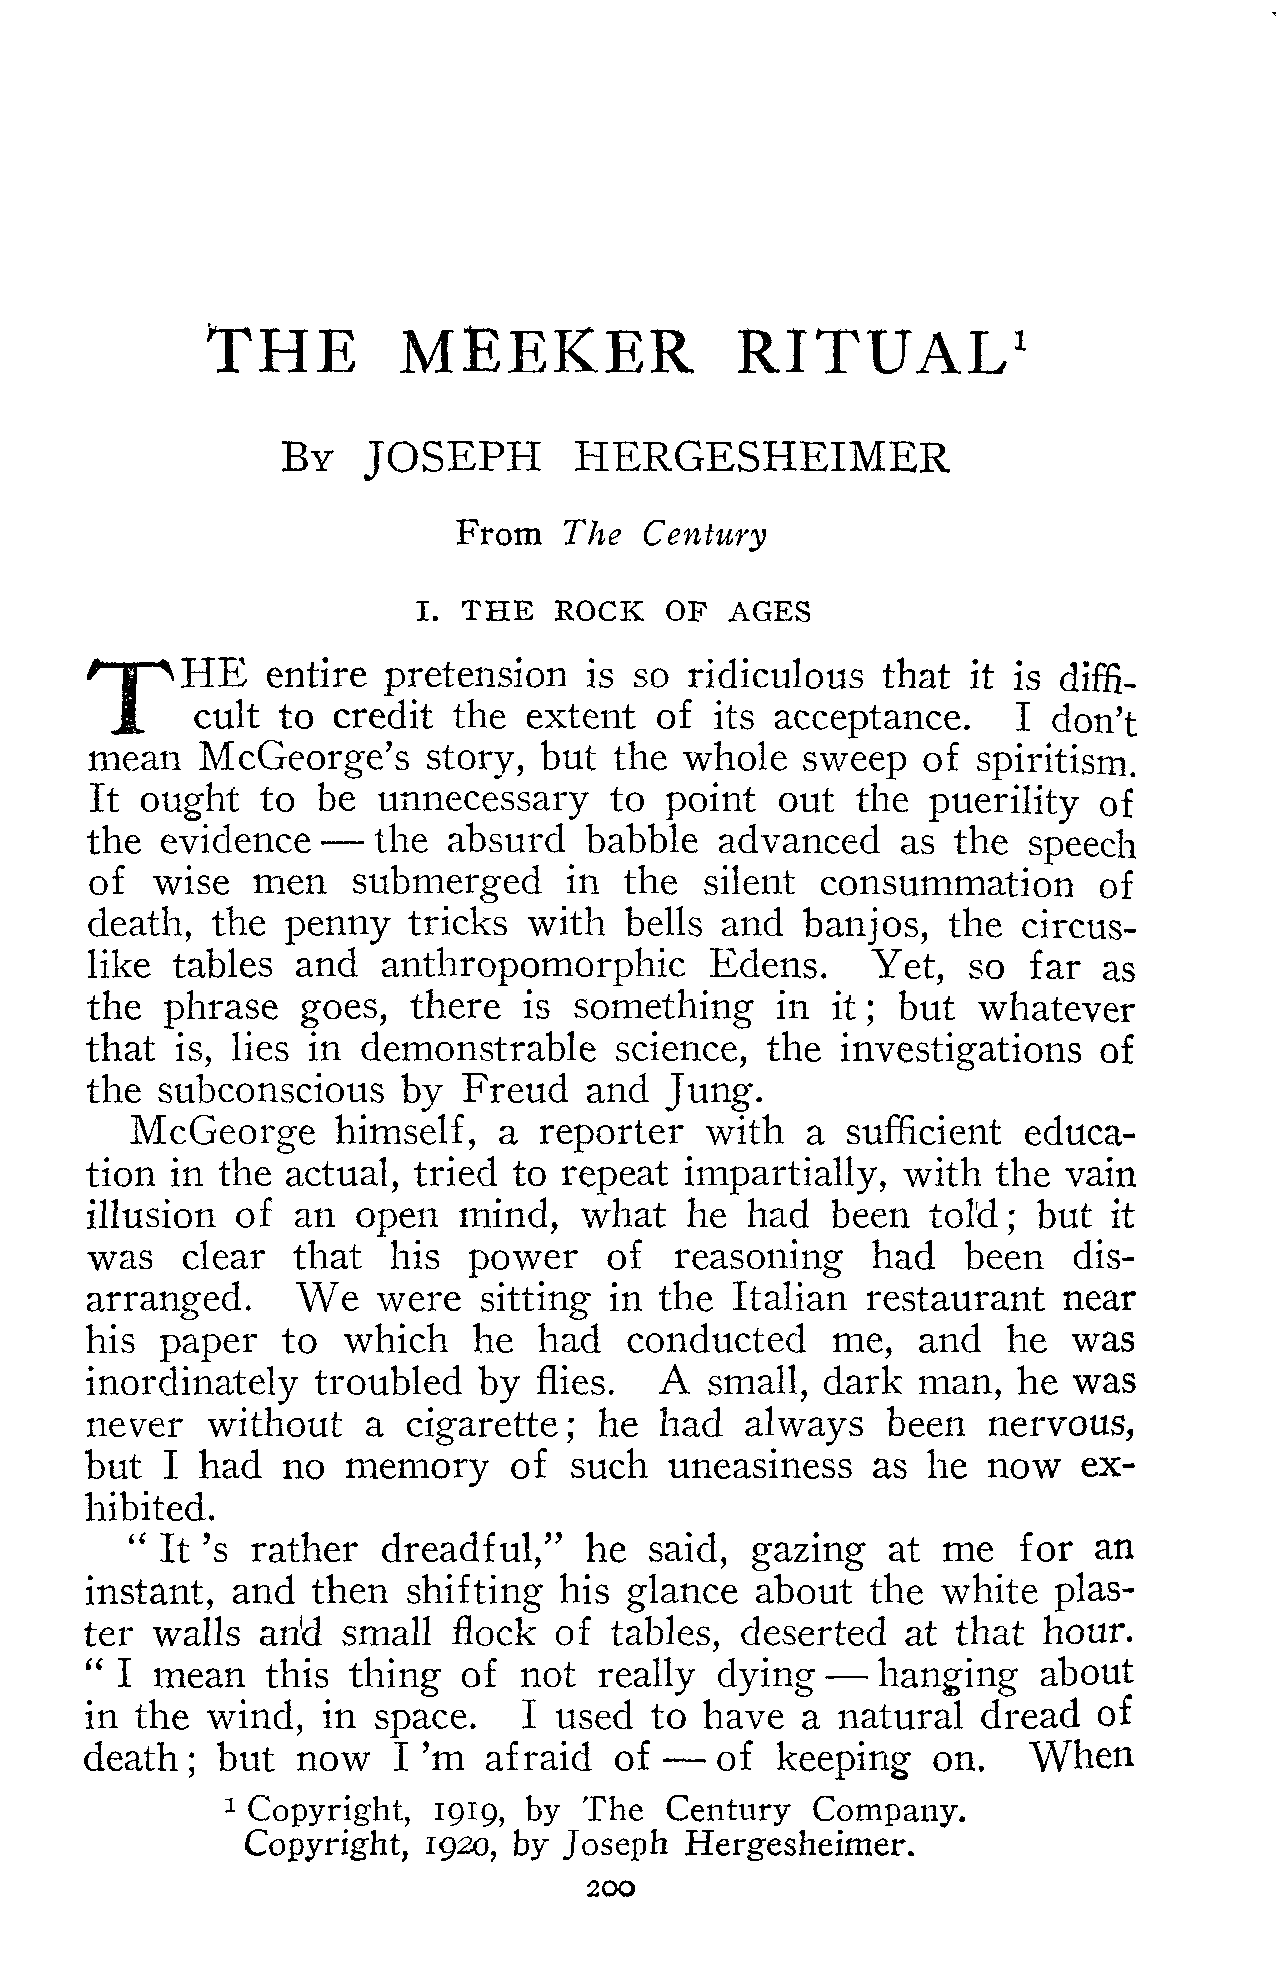 THE MEEKER RITUAL¹
By JOSEPH HERGESHEIMER
From The Century
I. THE ROCK OF AGES
THE entire pretension is so ridiculous that it is diffi-
cult to credit the extent of its acceptance. I don't
mean McGeorge's story, but the whole sweep of spiritism.
It ought to be unnecessary to point out the puerility of
the evidence — the absurd babble advanced as the speech
of wise men submerged in the silent consummation of
death, the penny tricks with bells and banjos, the circus-
like tables and anthropomorphic Edens. Yet, so far as
the phrase goes, there is something in it; but whatever
that is, lies in demonstrable science, the investigations of
the subconscious by Freud and Jung.
McGeorge himself, a reporter with a sufficient educa-
tion in the actual, tried to repeat impartially, with the vain
illusion of an open mind, what he had been told; but it
was clear that his power of reasoning had been dis-
arranged. We were sitting in the Italian restaurant near
his paper to which he had conducted me, and he was
inordinately troubled by flies. A small, dark man, he was
never without a cigarette; he had always been nervous,
but I had no memory of such uneasiness as he now ex-
hibited.
" It 's rather dreadful," he said, gazing at me for an
instant, and then shifting his glance about the white plas-
ter walls and small flock of tables, deserted at that hour.
" I mean this thing of not really dying — hanging about
in the wind, in space. I used to have a natural dread of
death; but now I 'm afraid of — of keeping on. When
¹ Copyright, 1919, by The Century Company.
Copyright, 1920, by Joseph Hergesheimer.
200